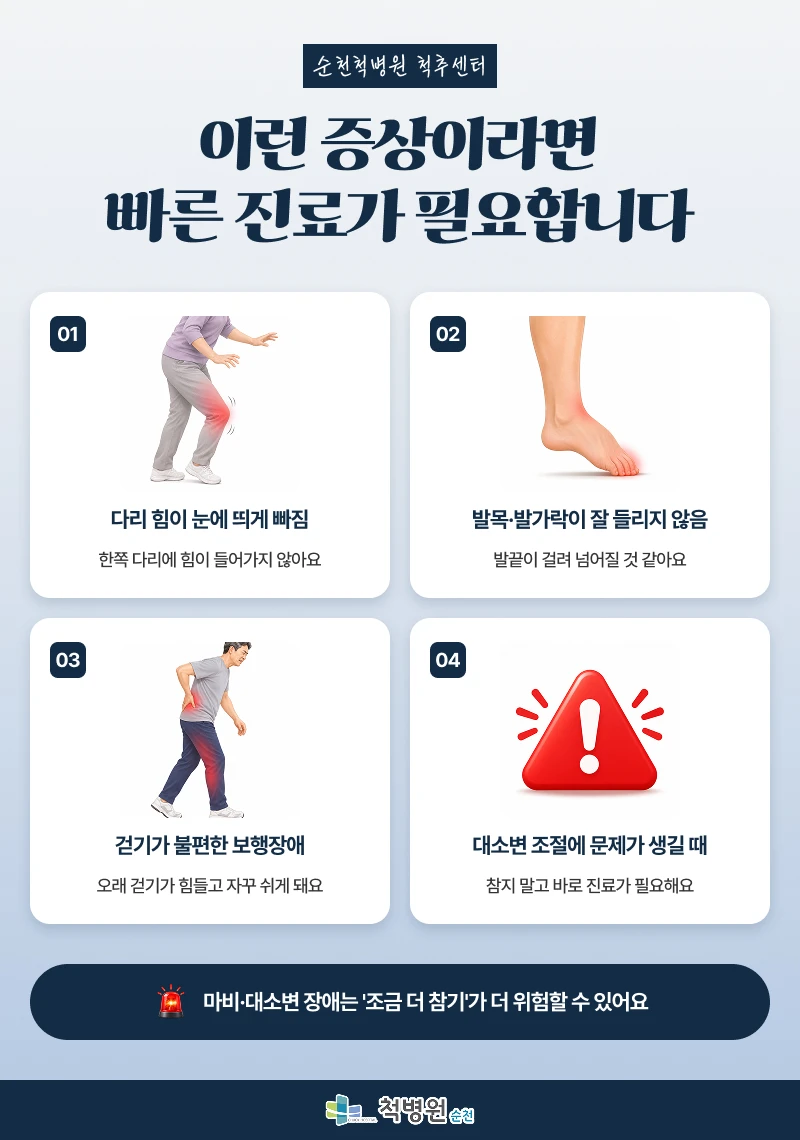 순천척병원 척추센터
이런 증상이라면
빠른 진료가 필요합니다
01
다리 힘이 눈에 띄게 빠짐
한쪽 다리에 힘이 들어가지 않아요
02
발목·발가락이 잘 들리지 않음
발끝이 걸려 넘어질 것 같아요
03
걷기가 불편한 보행장애
오래 걷기가 힘들고 자꾸 쉬게 돼요
04
대소변 조절에 문제가 생길 때
참지 말고 바로 진료가 필요해요
마비·대소변 장애는 '조금 더 참기'가 더 위험할 수 있어요
척병원 순천